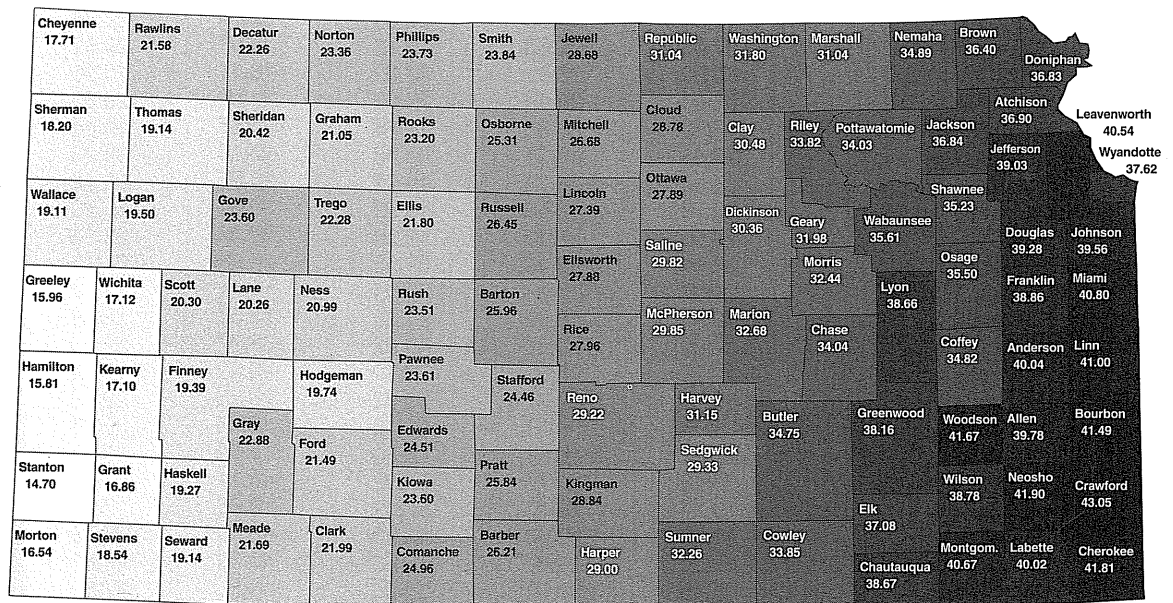 Cheyenne
17.71
Rawlins
21.58
Decatur
22.26
Norton
23.36
Phillips
23.73
Smith
23.84
Jewell
28.68
Republic
31.04
Washington
31.80
Marshall
31.04
Nemaha
34.89
Brown
36.40
Doniphan
36.83
Sherman
18.20
Thomas
19.14
Sheridan
20.42
Graham
21.05
Rooks
23.20
Osborne
25.31
Mitchell
26.68
Cloud
28.78
Clay
30.48
Riley
33.82
Pottawatomie
34.03
Jackson
36.84
Atchison
36.90
Jefferson
39.03
Leavenworth
40.54
Wyandotte
37.62
Wallace
19.11
Logan
19.50
Gove
23.60
Trego
22.28
Ellis
21.80
Russell
26.45
Lincoln
27.39
Ottawa
27.89
Dickinson
30.36
Geary
31.98
Wabaunsee
35.61
Shawnee
35.23
Douglas
39.28
Johnson
39.56
Greeley
15.96
Wichita
17.12
Scott
20.30
Lane
20.26
Ness
20.99
Rush
23.51
Barton
25.96
Ellsworth
27.88
Saline
29.82
Morris
32.44
Lyon
38.66
Osage
35.50
Franklin
38.86
Miami
40.80
Rice
27.96
McPherson
29.85
Marion
32.68
Chase
34.04
Coffey
34.82
Anderson
40.04
Linn
41.00
Hamilton
15.81
Kearny
17.10
Finney
19.39
Hodgeman
19.74
Pawnee
23.61
Stafford
24.46
Reno
29.22
Harvey
31.15
Butler
34.75
Greenwood
38.16
Woodson
41.67
Allen
39.78
Bourbon
41.49
Gray
22.88
Ford
21.49
Edwards
24.51
Sedgwick
29.33
Stanton
14.70
Grant
16.86
Haskell
19.27
Kiowa
23.60
Pratt
25.84
Kingman
28.84
Elk
37.08
Wilson
38.78
Neosho
41.90
Crawford
43.05
Morton
16.54
Stevens
18.54
Seward
19.14
Meade
21.69
Clark
21.99
Comanche
24.96
Barber
26.21
Harper
29.00
Sumner
32.26
Cowley
33.85
Chautauqua
38.67
Montgom.
40.67
Labette
40.02
Cherokee
41.81